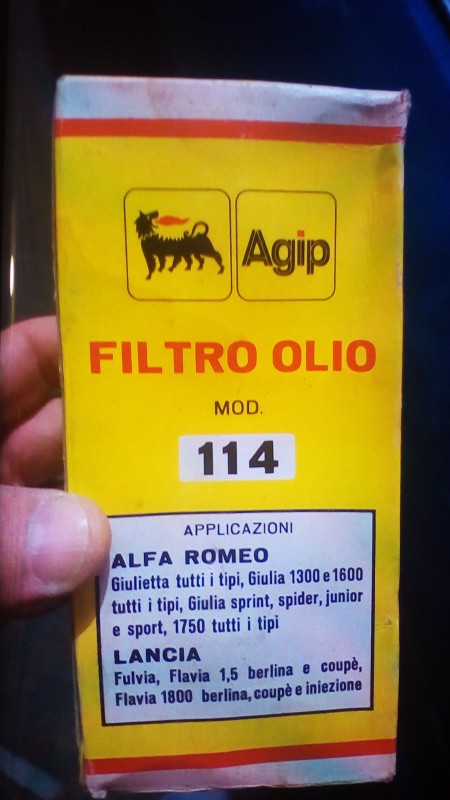 Agip
FILTRO OLIO
MOD.
114
APPLICAZIONI
ALFA ROMEO
Giulietta tutti i tipi, Giulia 1300 e 1600
tutti i tipi, Giulia sprint, spider, junior
e sport, 1750 tutti i tipi
LANCIA
Fulvia, Flavia 1,5 berlina e coupè,
Flavia 1800 berlina, coupè e iniezione